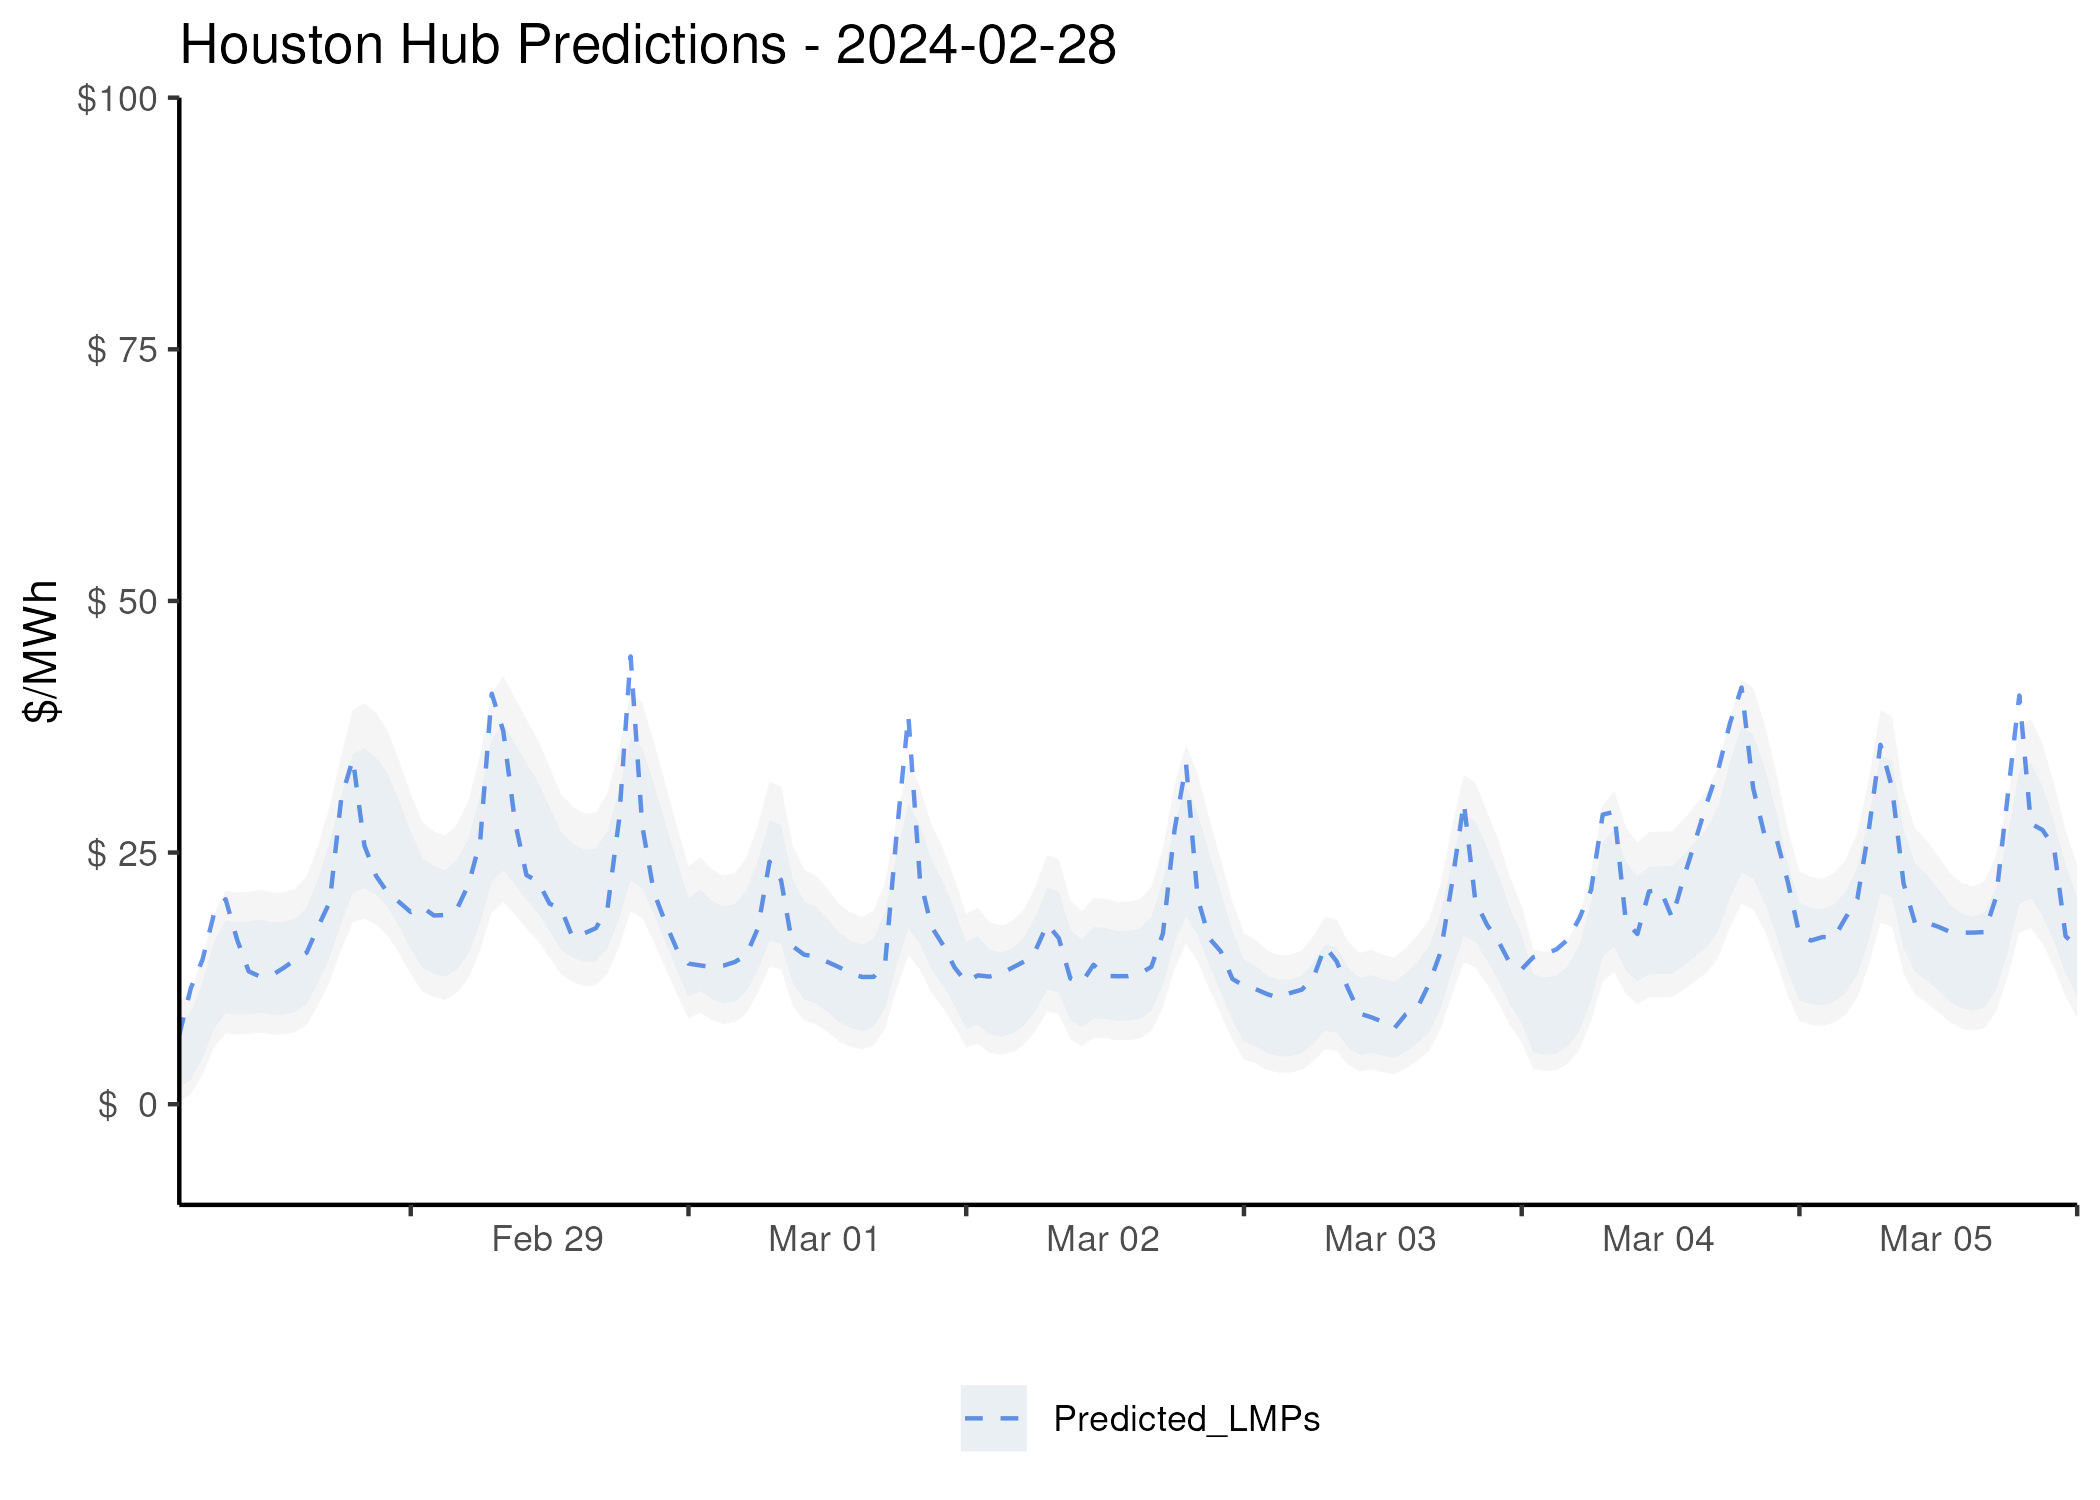 Houston Hub Predictions - 2024-02-28
$100
$ 75
$ 50
$ 25
$ 0
$/MWh
Feb 29 Mar 01 Mar 02 Mar 03 Mar 04 Mar 05
Predicted_LMPs